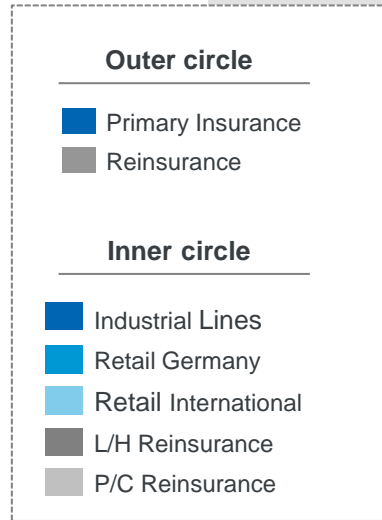 Outer circle
Primary Insurance
Reinsurance
Inner circle
Industrial Lines
Retail Germany
Retail International
L/H Reinsurance
P/C Reinsurance